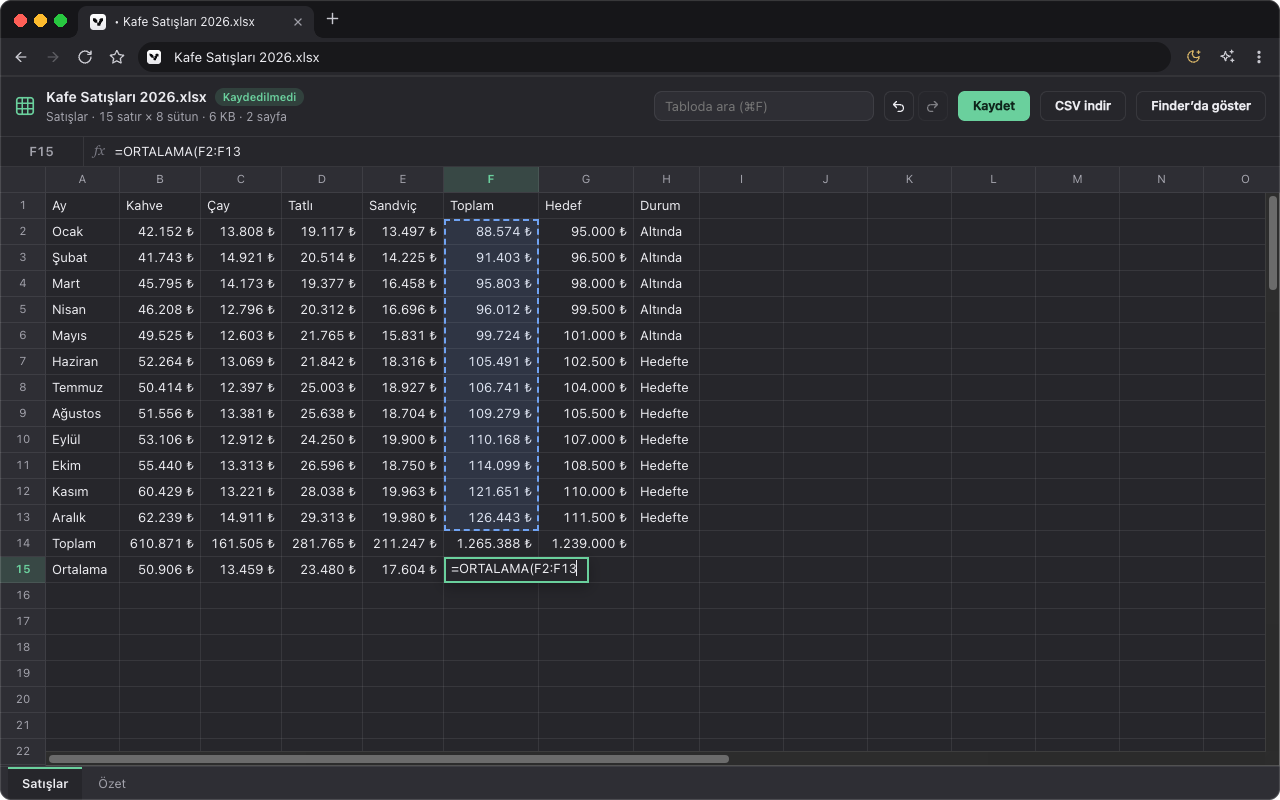 • Kafe Satışları 2026.xlsx
Kafe Satışları 2026.xlsx
Kafe Satışları 2026.xlsx Kaydedilmedi
Satışlar · 15 satır × 8 sütun · 6 KB · 2 sayfa
Tabloda ara (⌘F)
Kaydet
CSV indir
Finder’da göster
F15 fx =ORTALAMA(F2:F13
A B C D E F G H I J K L M N O
1 Ay Kahve Çay Tatlı Sandviç Toplam Hedef Durum
2 Ocak 42.152 ₺ 13.808 ₺ 19.117 ₺ 13.497 ₺ 88.574 ₺ 95.000 ₺ Altında
3 Şubat 41.743 ₺ 14.921 ₺ 20.514 ₺ 14.225 ₺ 91.403 ₺ 96.500 ₺ Altında
4 Mart 45.795 ₺ 14.173 ₺ 19.377 ₺ 16.458 ₺ 95.803 ₺ 98.000 ₺ Altında
5 Nisan 46.208 ₺ 12.796 ₺ 20.312 ₺ 16.696 ₺ 96.012 ₺ 99.500 ₺ Altında
6 Mayıs 49.525 ₺ 12.603 ₺ 21.765 ₺ 15.831 ₺ 99.724 ₺ 101.000 ₺ Altında
7 Haziran 52.264 ₺ 13.069 ₺ 21.842 ₺ 18.316 ₺ 105.491 ₺ 102.500 ₺ Hedefte
8 Temmuz 50.414 ₺ 12.397 ₺ 25.003 ₺ 18.927 ₺ 106.741 ₺ 104.000 ₺ Hedefte
9 Ağustos 51.556 ₺ 13.381 ₺ 25.638 ₺ 18.704 ₺ 109.279 ₺ 105.500 ₺ Hedefte
10 Eylül 53.106 ₺ 12.912 ₺ 24.250 ₺ 19.900 ₺ 110.168 ₺ 107.000 ₺ Hedefte
11 Ekim 55.440 ₺ 13.313 ₺ 26.596 ₺ 18.750 ₺ 114.099 ₺ 108.500 ₺ Hedefte
12 Kasım 60.429 ₺ 13.221 ₺ 28.038 ₺ 19.963 ₺ 121.651 ₺ 110.000 ₺ Hedefte
13 Aralık 62.239 ₺ 14.911 ₺ 29.313 ₺ 19.980 ₺ 126.443 ₺ 111.500 ₺ Hedefte
14 Toplam 610.871 ₺ 161.505 ₺ 281.765 ₺ 211.247 ₺ 1.265.388 ₺ 1.239.000 ₺
15 Ortalama 50.906 ₺ 13.459 ₺ 23.480 ₺ 17.604 ₺ =ORTALAMA(F2:F13
16
17
18
19
20
21
22
Satışlar Özet